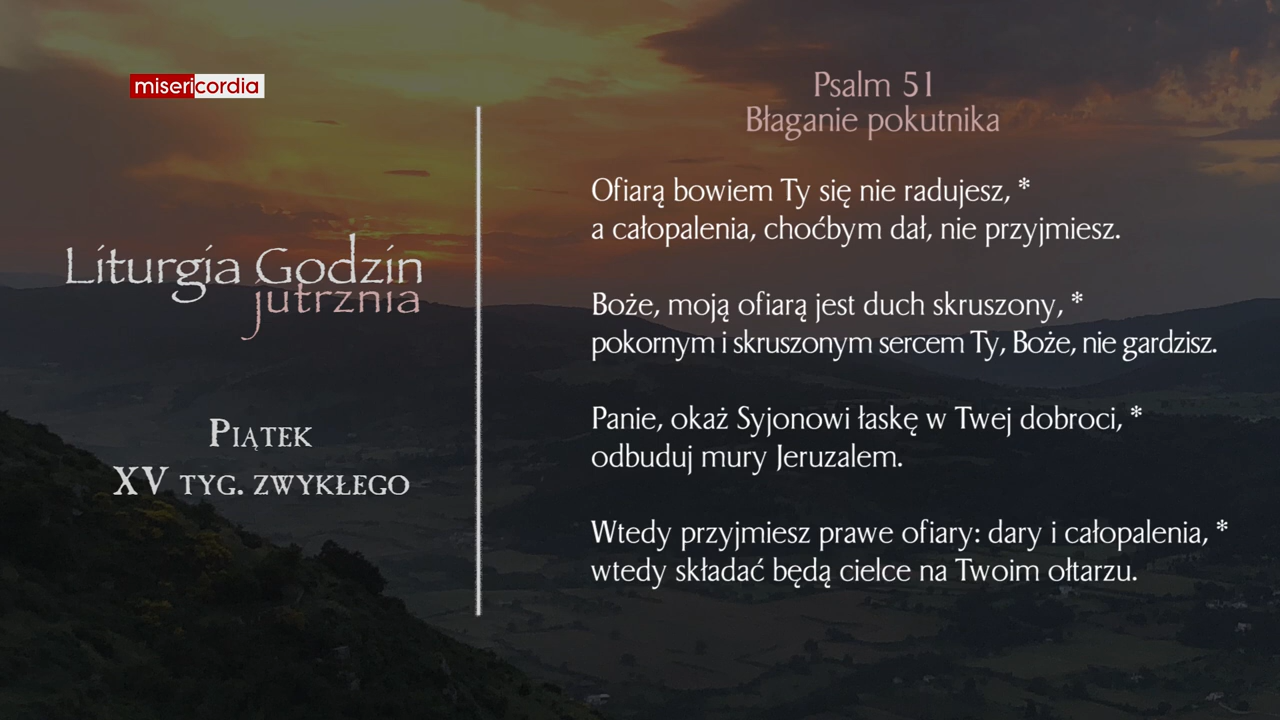 misericordia
Liturgia Godzin
jutrznia
Piątek
XV tyg. zwykłego
Psalm 51
Błaganie pokutnika
Ofiarą bowiem Ty się nie radujesz, *
a całopalenia, choćbym dał, nie przyjmiesz.
Boże, moją ofiarą jest duch skruszony, *
pokornym i skruszonym sercem Ty, Boże, nie gardzisz.
Panie, okaż Syjonowi łaskę w Twej dobroci, *
odbuduj mury Jeruzalem.
Wtedy przyjmiesz prawe ofiary: dary i całopalenia, *
wtedy składać będą cielce na Twoim ołtarzu.